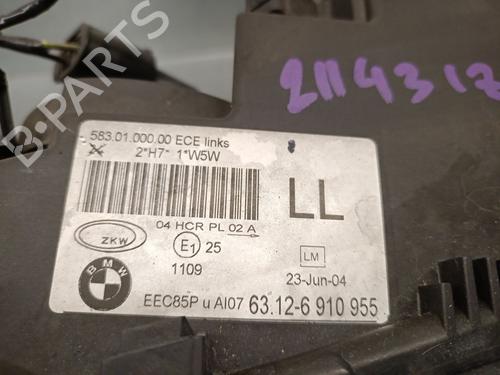 2114312
583.01.000.00 ECE links
2*H7* 1*W5W
LL
04 HCR PL 02 A
ZKW
E1 25
LM
1109
23-Jun-04
BMW
EEC85P u AI07 63.12-6 910 955
B-PARTS